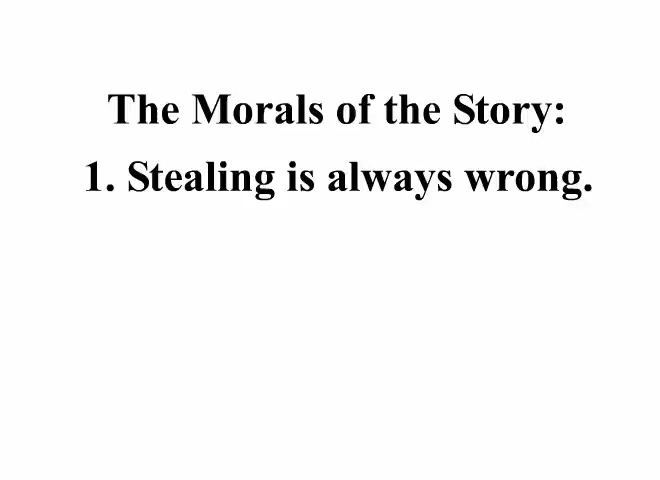 The Morals of the Story:
1. Stealing is always wrong.